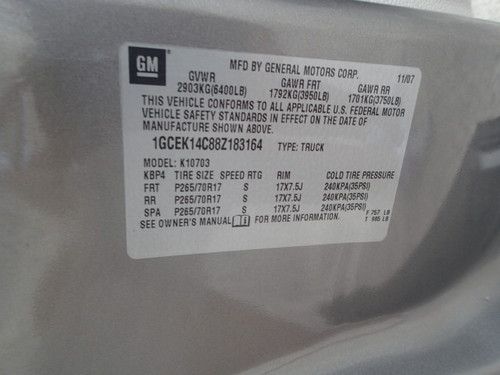 GM
MFD BY GENERAL MOTORS CORP. 11/07
GVWR GAWR FRT GAWR RR
2903KG(6400LB) 1792KG(3950LB) 1701KG(3750LB)
THIS VEHICLE CONFORMS TO ALL APPLICABLE U.S. FEDERAL MOTOR
VEHICLE SAFETY STANDARDS IN EFFECT ON THE DATE OF
MANUFACTURE SHOWN ABOVE.
1GCEK14C88Z183164 TYPE: TRUCK
MODEL: K10703
KBP4 TIRE SIZE SPEED RTG RIM COLD TIRE PRESSURE
FRT P265/70R17 S 17X7.5J 240KPA(35PSI)
RR P265/70R17 S 17X7.5J 240KPA(35PSI)
SPA P265/70R17 S 17X7.5J 240KPA(35PSI)
SEE OWNER'S MANUAL FOR MORE INFORMATION.
F 757 LB
T 985 LB